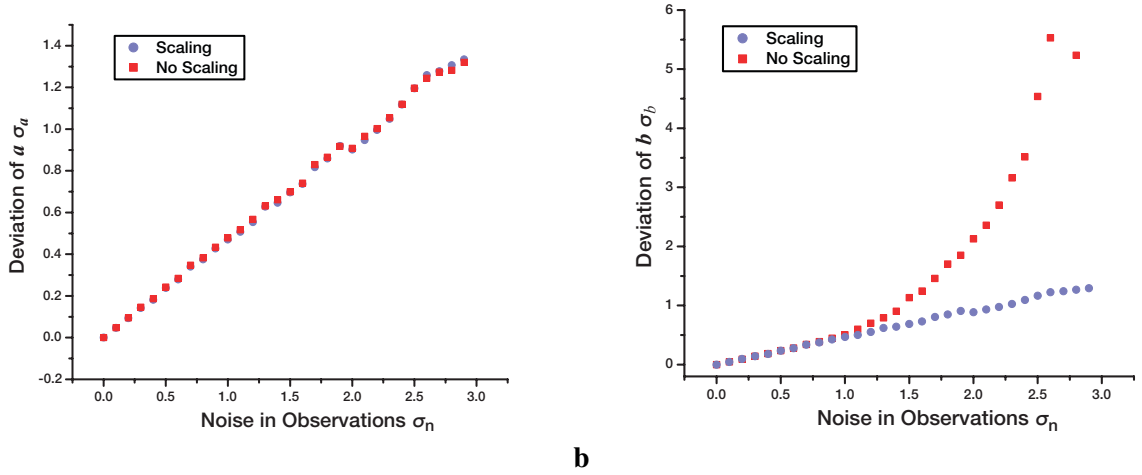 Scaling
No Scaling
1.4
1.2
1.0
0.8
0.6
0.4
0.2
0.0
-0.2
Deviation of a σa
0.0 0.5 1.0 1.5 2.0 2.5 3.0
Noise in Observations σn
Scaling
No Scaling
6
5
4
3
2
1
0
Deviation of b σb
0.0 0.5 1.0 1.5 2.0 2.5 3.0
Noise in Observations σn
b